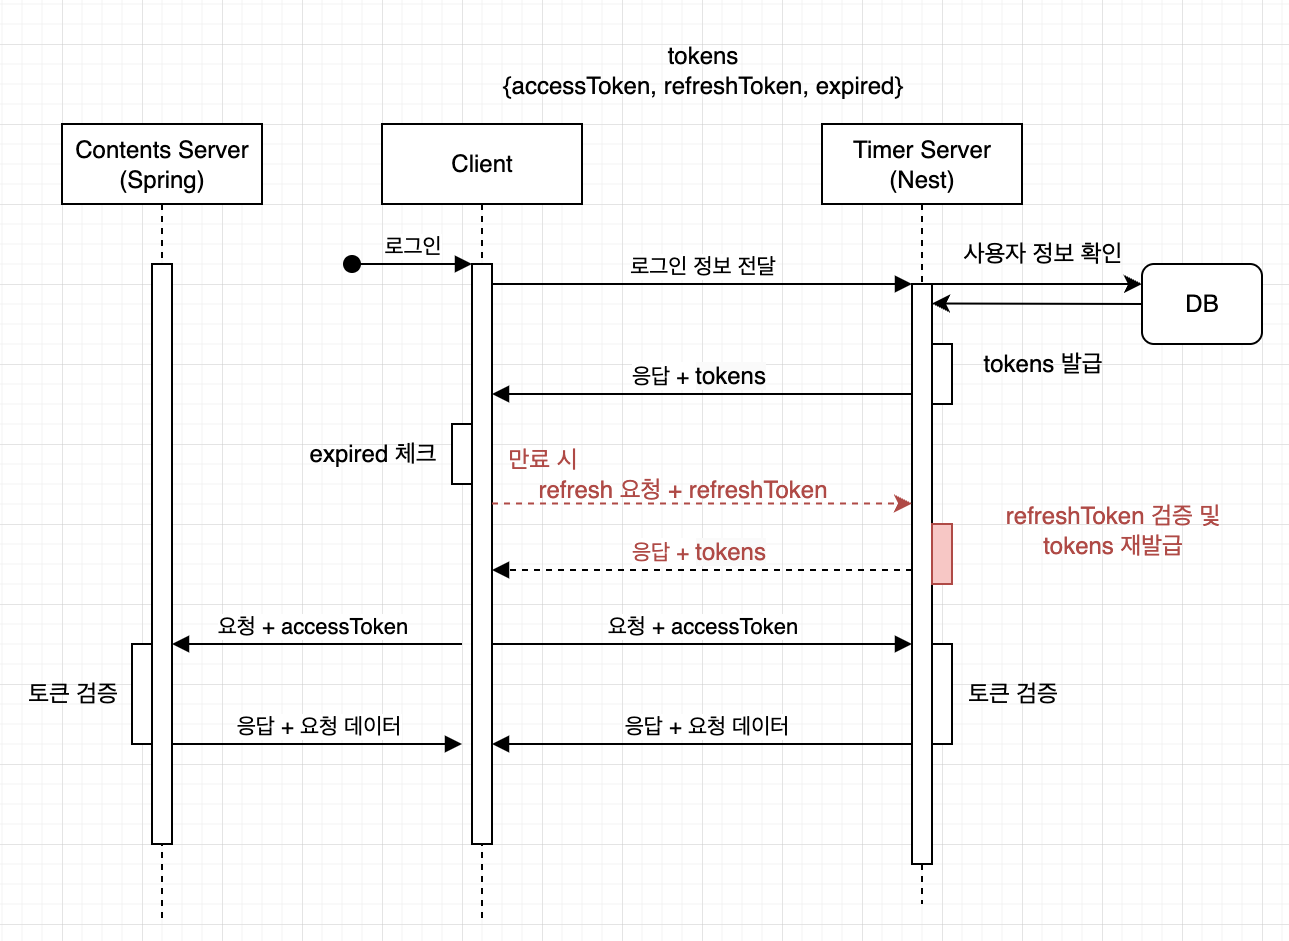 tokens
{accessToken, refreshToken, expired}
Contents Server
(Spring)
Client
Timer Server
(Nest)
로그인
로그인 정보 전달
사용자 정보 확인
DB
tokens 발급
응답 + tokens
expired 체크
만료 시
refresh 요청 + refreshToken
refreshToken 검증 및
tokens 재발급
응답 + tokens
요청 + accessToken
요청 + accessToken
토큰 검증
토큰 검증
응답 + 요청 데이터
응답 + 요청 데이터